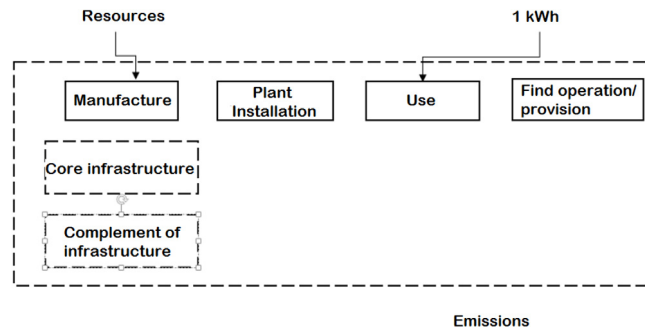 Resources
1 kWh
Manufacture
Plant
Installation
Use
Find operation/
provision
Core infrastructure
Complement of
infrastructure
Emissions